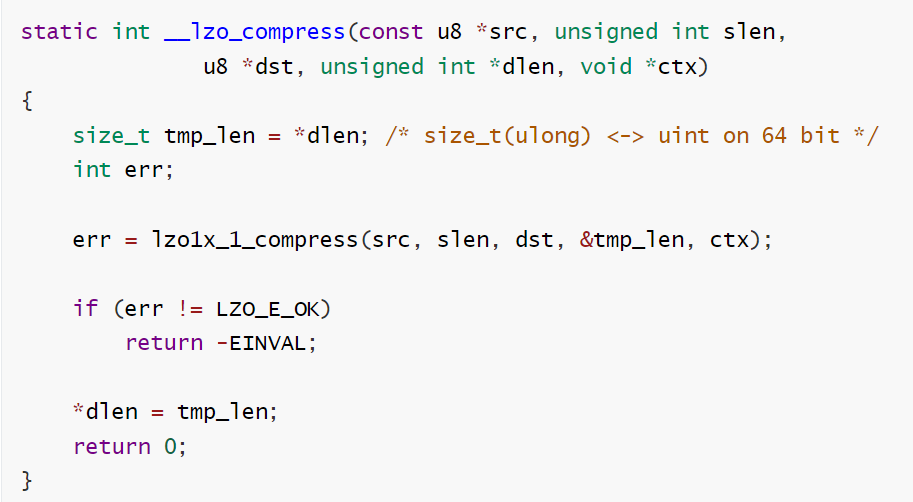 static int __lzo_compress(const u8 *src, unsigned int slen,
              u8 *dst, unsigned int *dlen, void *ctx)
{
    size_t tmp_len = *dlen; /* size_t(ulong) <-> uint on 64 bit */
    int err;

    err = lzo1x_1_compress(src, slen, dst, &tmp_len, ctx);

    if (err != LZO_E_OK)
        return -EINVAL;

    *dlen = tmp_len;
    return 0;
}